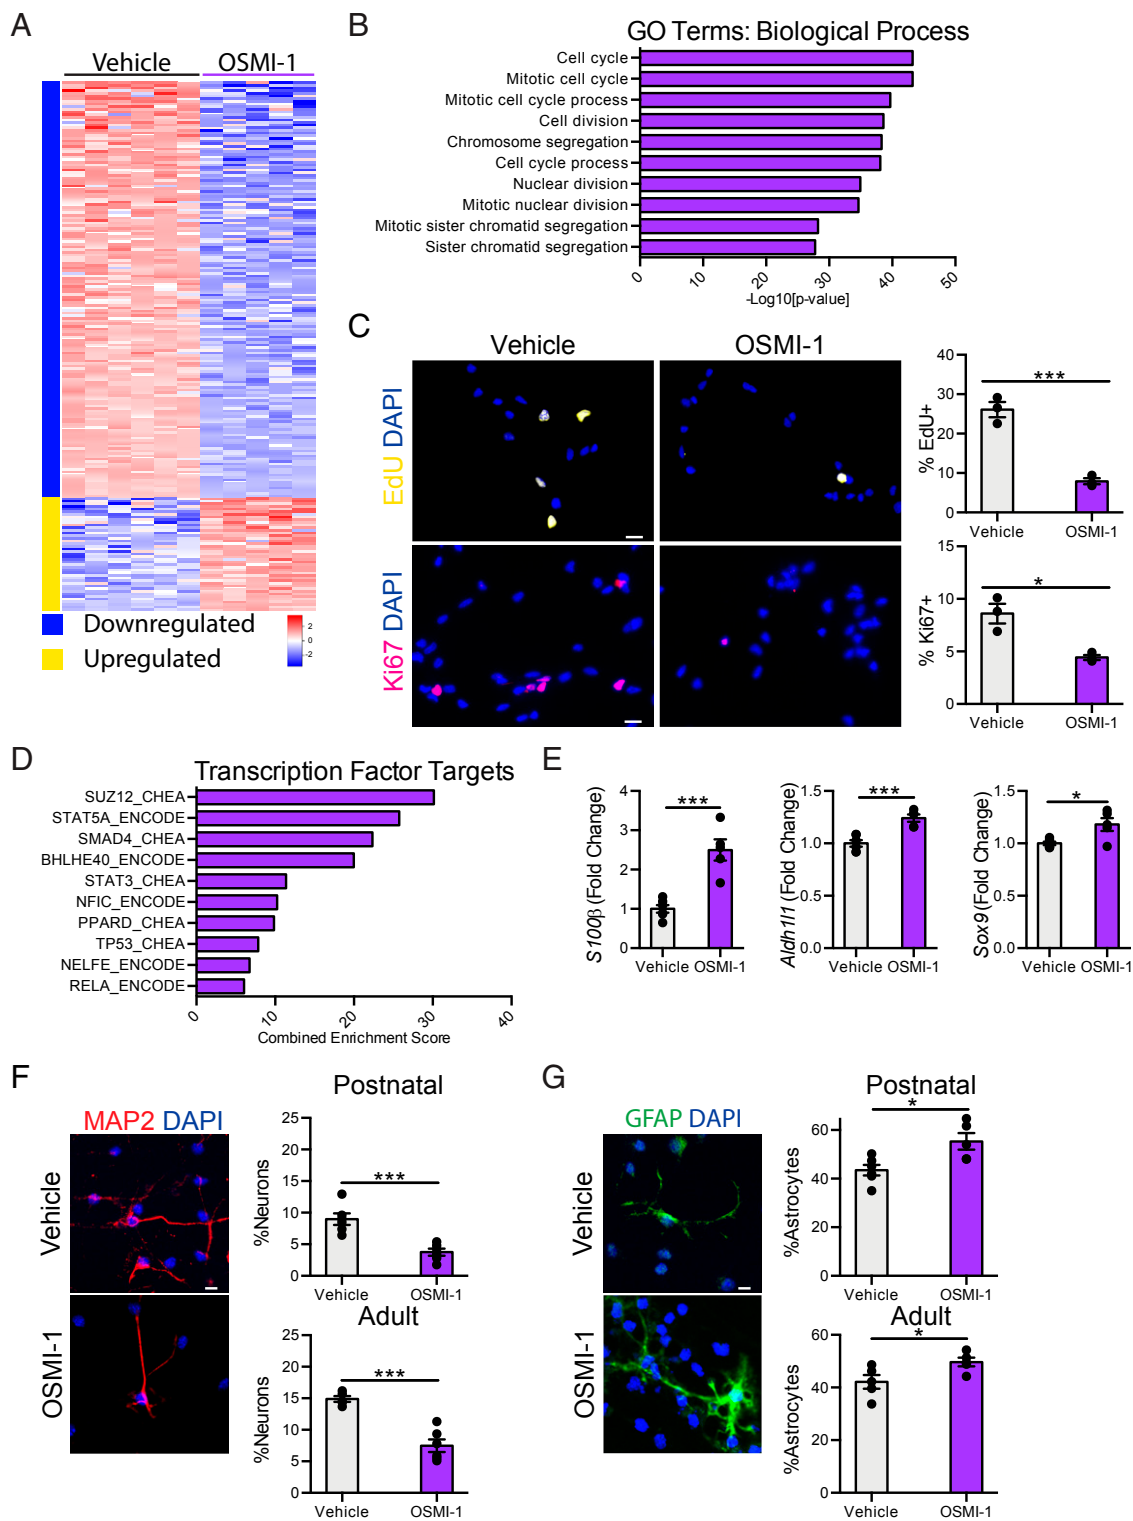 A
Vehicle OSMI-1
Downregulated
Upregulated
2
0
-2
B
GO Terms: Biological Process
Cell cycle
Mitotic cell cycle
Mitotic cell cycle process
Cell division
Chromosome segregation
Cell cycle process
Nuclear division
Mitotic nuclear division
Mitotic sister chromatid segregation
Sister chromatid segregation
0 10 20 30 40 50
-Log10[p-value]
C
Vehicle OSMI-1
EdU DAPI
Ki67 DAPI
% EdU+
40
30
20
10
0
***
Vehicle OSMI-1
% Ki67+
15
10
5
0
*
Vehicle OSMI-1
D
Transcription Factor Targets
SUZ12_CHEA
STAT5A_ENCODE
SMAD4_CHEA
BHLHE40_ENCODE
STAT3_CHEA
NFIC_ENCODE
PPARD_CHEA
TP53_CHEA
NELFE_ENCODE
RELA_ENCODE
0 10 20 30 40
Combined Enrichment Score
E
S100β (Fold Change)
4
3
2
1
0
***
Vehicle OSMI-1
Aldh1l1 (Fold Change)
1.5
1.0
0.5
0.0
***
Vehicle OSMI-1
Sox9 (Fold Change)
1.5
1.0
0.5
0.0
*
Vehicle OSMI-1
F
MAP2 DAPI
Vehicle
OSMI-1
Postnatal
%Neurons
25
20
15
10
5
0
***
Vehicle OSMI-1
Adult
%Neurons
25
20
15
10
5
0
***
Vehicle OSMI-1
G
GFAP DAPI
Vehicle
OSMI-1
Postnatal
%Astrocytes
60
40
20
0
*
Vehicle OSMI-1
Adult
%Astrocytes
60
40
20
0
*
Vehicle OSMI-1